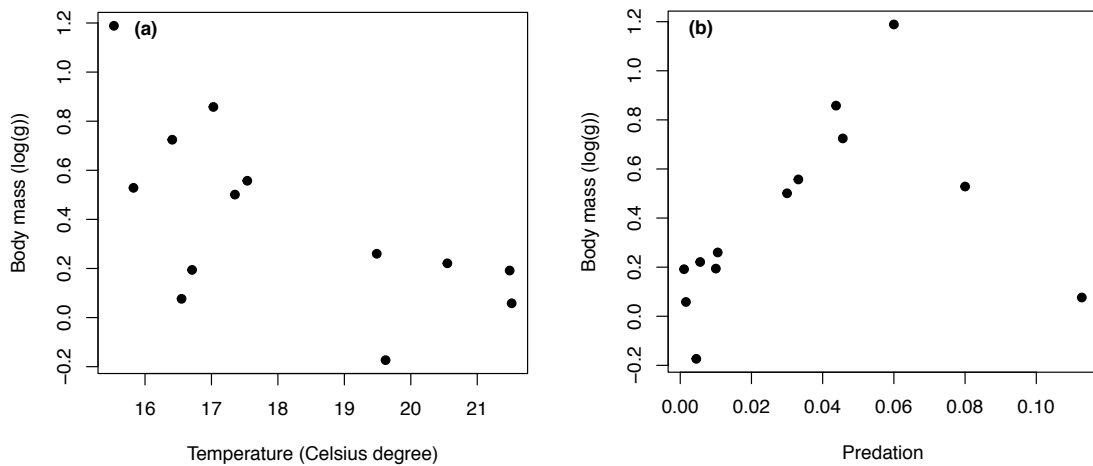 (a)
Body mass (log(g))
1.2
1.0
0.8
0.6
0.4
0.2
0.0
−0.2
16 17 18 19 20 21
Temperature (Celsius degree)
(b)
Body mass (log(g))
1.2
1.0
0.8
0.6
0.4
0.2
0.0
−0.2
0.00 0.02 0.04 0.06 0.08 0.10
Predation